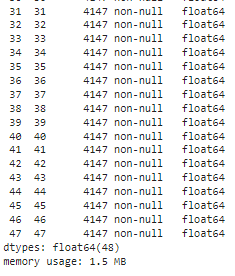 31 31 4147 non-null float64
32 32 4147 non-null float64
33 33 4147 non-null float64
34 34 4147 non-null float64
35 35 4147 non-null float64
36 36 4147 non-null float64
37 37 4147 non-null float64
38 38 4147 non-null float64
39 39 4147 non-null float64
40 40 4147 non-null float64
41 41 4147 non-null float64
42 42 4147 non-null float64
43 43 4147 non-null float64
44 44 4147 non-null float64
45 45 4147 non-null float64
46 46 4147 non-null float64
47 47 4147 non-null float64
dtypes: float64(48)
memory usage: 1.5 MB